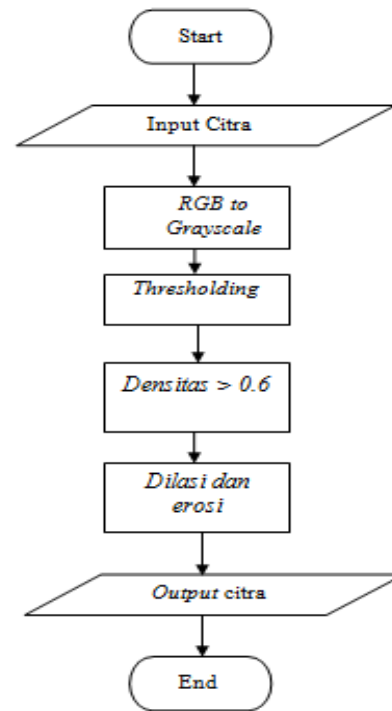 Start
Input Citra
RGB to
Grayscale
Thresholding
Densitas > 0.6
Dilasi dan
erosi
Output citra
End